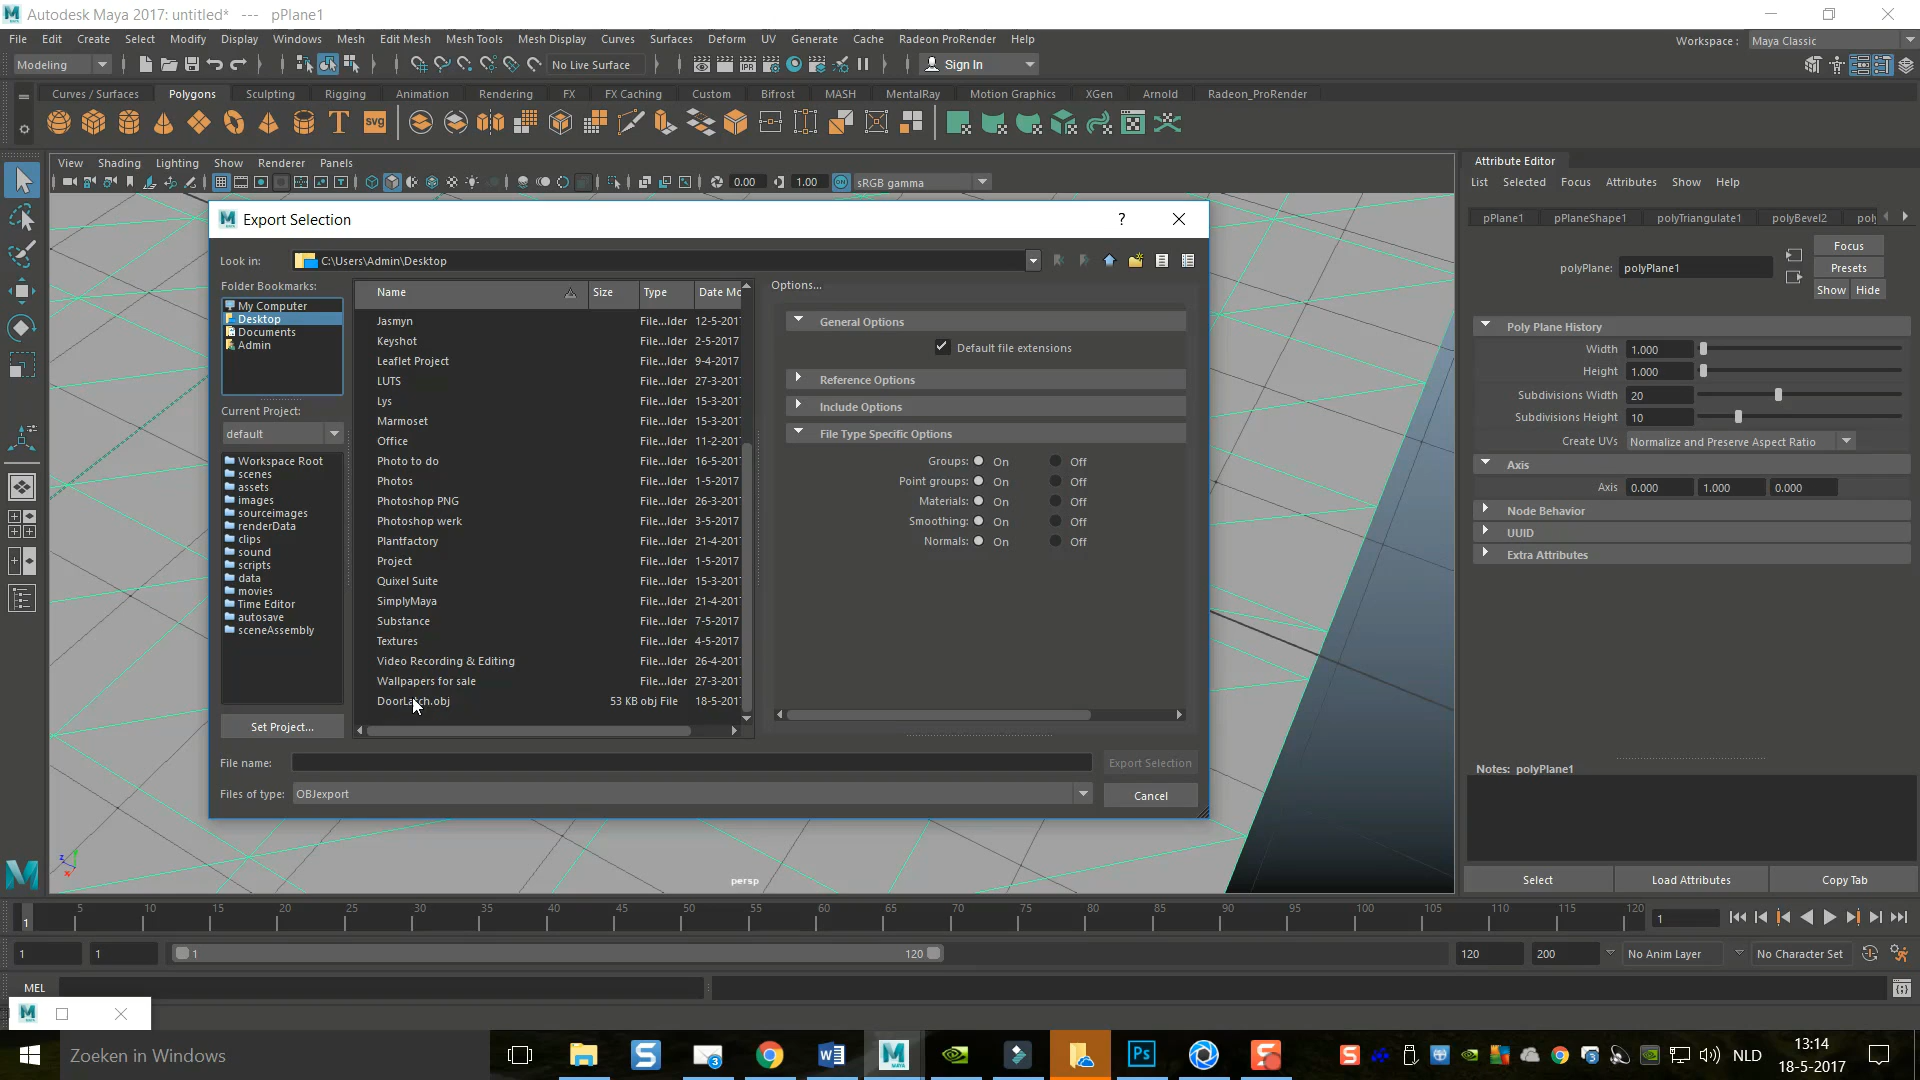 Autodesk Maya 2017: untitled* --- pPlane1
File Edit Create Select Modify Display Windows Mesh Edit Mesh Mesh Tools Mesh Display Curves Surfaces Deform UV Generate Cache Radeon ProRender Help
Workspace : Maya Classic
Modeling No Live Surface Sign In
Curves / Surfaces Polygons Sculpting Rigging Animation Rendering FX FX Caching Custom Bifrost MASH MentalRay Motion Graphics XGen Arnold Radeon_ProRender
View Shading Lighting Show Renderer Panels
0.00 1.00 sRGB gamma
Export Selection ?
Look in: C:\Users\Admin\Desktop
Folder Bookmarks:
My Computer
Desktop
Documents
Admin
Current Project:
default
Workspace Root
scenes
assets
images
sourceimages
renderData
clips
sound
scripts
data
movies
Time Editor
autosave
sceneAssembly
Set Project...
Name Size Type Date Mo
Jasmyn File...lder 12-5-201
Keyshot File...lder 2-5-2017
Leaflet Project File...lder 9-4-2017
LUTS File...lder 27-3-201
Lys File...lder 15-3-201
Marmoset File...lder 15-3-201
Office File...lder 11-2-201
Photo to do File...lder 16-5-201
Photos File...lder 1-5-2017
Photoshop PNG File...lder 26-3-201
Photoshop werk File...lder 3-5-2017
Plantfactory File...lder 21-4-201
Project File...lder 1-5-2017
Quixel Suite File...lder 15-3-201
SimplyMaya File...lder 21-4-201
Substance File...lder 7-5-2017
Textures File...lder 4-5-2017
Video Recording & Editing File...lder 26-4-201
Wallpapers for sale File...lder 27-3-201
DoorLatch.obj 53 KB obj File 18-5-201
Options...
General Options
Default file extensions
Reference Options
Include Options
File Type Specific Options
Groups: On Off
Point groups: On Off
Materials: On Off
Smoothing: On Off
Normals: On Off
File name: Export Selection
Files of type: OBJexport Cancel
persp
Attribute Editor
List Selected Focus Attributes Show Help
pPlane1 pPlaneShape1 polyTriangulate1 polyBevel2 poly
polyPlane: polyPlane1
Focus
Presets
Show Hide
Poly Plane History
Width 1.000
Height 1.000
Subdivisions Width 20
Subdivisions Height 10
Create UVs Normalize and Preserve Aspect Ratio
Axis
Axis 0.000 1.000 0.000
Node Behavior
UUID
Extra Attributes
Notes: polyPlane1
Select Load Attributes Copy Tab
1 5 10 15 20 25 30 35 40 45 50 55 60 65 70 75 80 85 90 95 100 105 110 115 120 1
1 1 1 120 120 200 No Anim Layer No Character Set
MEL
Zoeken in Windows
NLD
13:14
18-5-2017